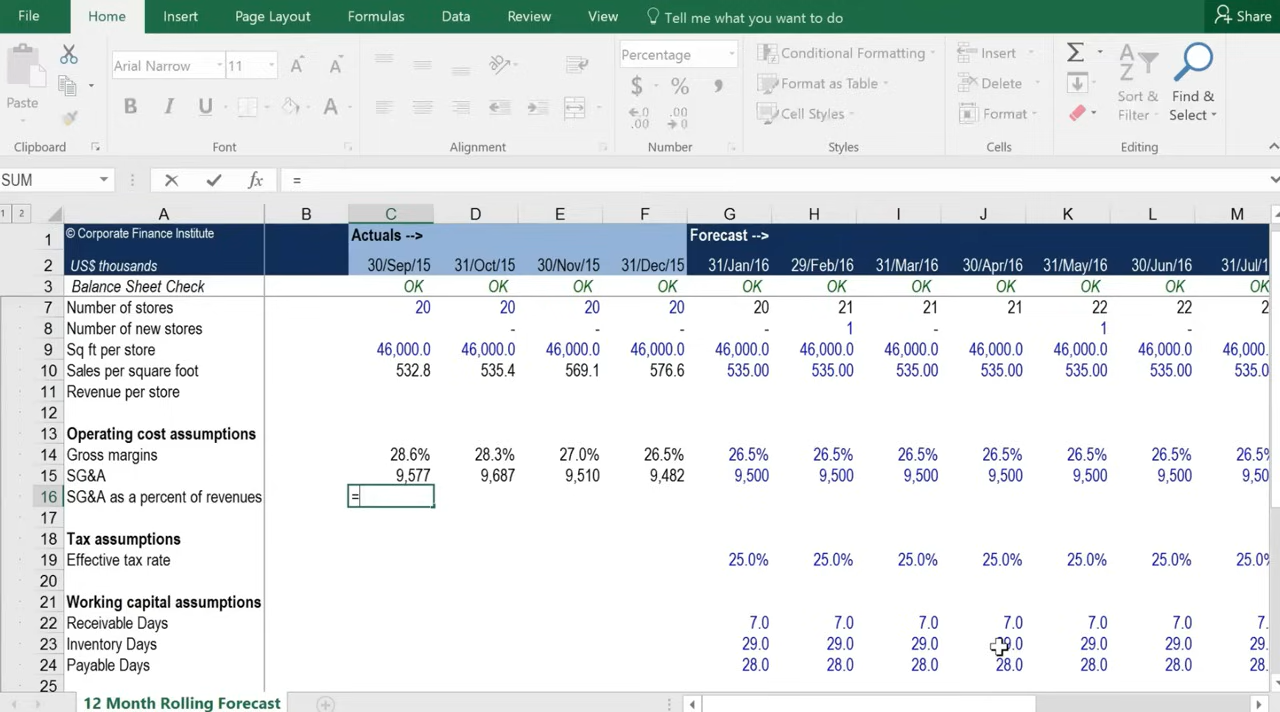 File Home Insert Page Layout Formulas Data Review View Tell me what you want to do Share
Arial Narrow 11 Percentage Conditional Formatting Insert
Paste B I U A $ % Format as Table Delete Sort & Find &
Cell Styles Format Filter Select
Clipboard Font Alignment Number Styles Cells Editing
SUM fx =
1 2 A B C D E F G H I J K L M
1 © Corporate Finance Institute Actuals --> Forecast -->
2 US$ thousands 30/Sep/15 31/Oct/15 30/Nov/15 31/Dec/15 31/Jan/16 29/Feb/16 31/Mar/16 30/Apr/16 31/May/16 30/Jun/16 31/Jul/1
3 Balance Sheet Check OK OK OK OK OK OK OK OK OK OK OK
7 Number of stores 20 20 20 20 20 21 21 21 22 22 2
8 Number of new stores - - - - 1 - - 1 -
9 Sq ft per store 46,000.0 46,000.0 46,000.0 46,000.0 46,000.0 46,000.0 46,000.0 46,000.0 46,000.0 46,000.0 46,000.
10 Sales per square foot 532.8 535.4 569.1 576.6 535.00 535.00 535.00 535.00 535.00 535.00 535.0
11 Revenue per store
12
13 Operating cost assumptions
14 Gross margins 28.6% 28.3% 27.0% 26.5% 26.5% 26.5% 26.5% 26.5% 26.5% 26.5% 26.5%
15 SG&A 9,577 9,687 9,510 9,482 9,500 9,500 9,500 9,500 9,500 9,500 9,50
16 SG&A as a percent of revenues =
17
18 Tax assumptions
19 Effective tax rate 25.0% 25.0% 25.0% 25.0% 25.0% 25.0% 25.0%
20
21 Working capital assumptions
22 Receivable Days 7.0 7.0 7.0 7.0 7.0 7.0 7.
23 Inventory Days 29.0 29.0 29.0 29.0 29.0 29.
24 Payable Days 28.0 28.0 28.0 28.0 28.0 28.0 28.
25
12 Month Rolling Forecast